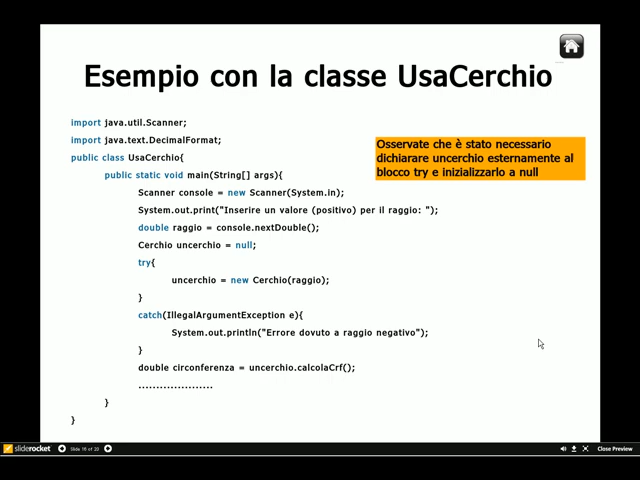 Esempio con la classe UsaCerchio
import java.util.Scanner;
import java.text.DecimalFormat;
public class UsaCerchio{
public static void main(String[] args){
Scanner console = new Scanner(System.in);
System.out.print("Inserire un valore (positivo) per il raggio: ");
double raggio = console.nextDouble();
Cerchio uncerchio = null;
try{
uncerchio = new Cerchio(raggio);
}
catch(IllegalArgumentException e){
System.out.println("Errore dovuto a raggio negativo");
}
double circonferenza = uncerchio.calcolaCrf();
.....................
}
}
Osservate che è stato necessario
dichiarare uncerchio esternamente al
blocco try e inizializzarlo a null
sliderocket
Slide 16 of 20
Close Preview